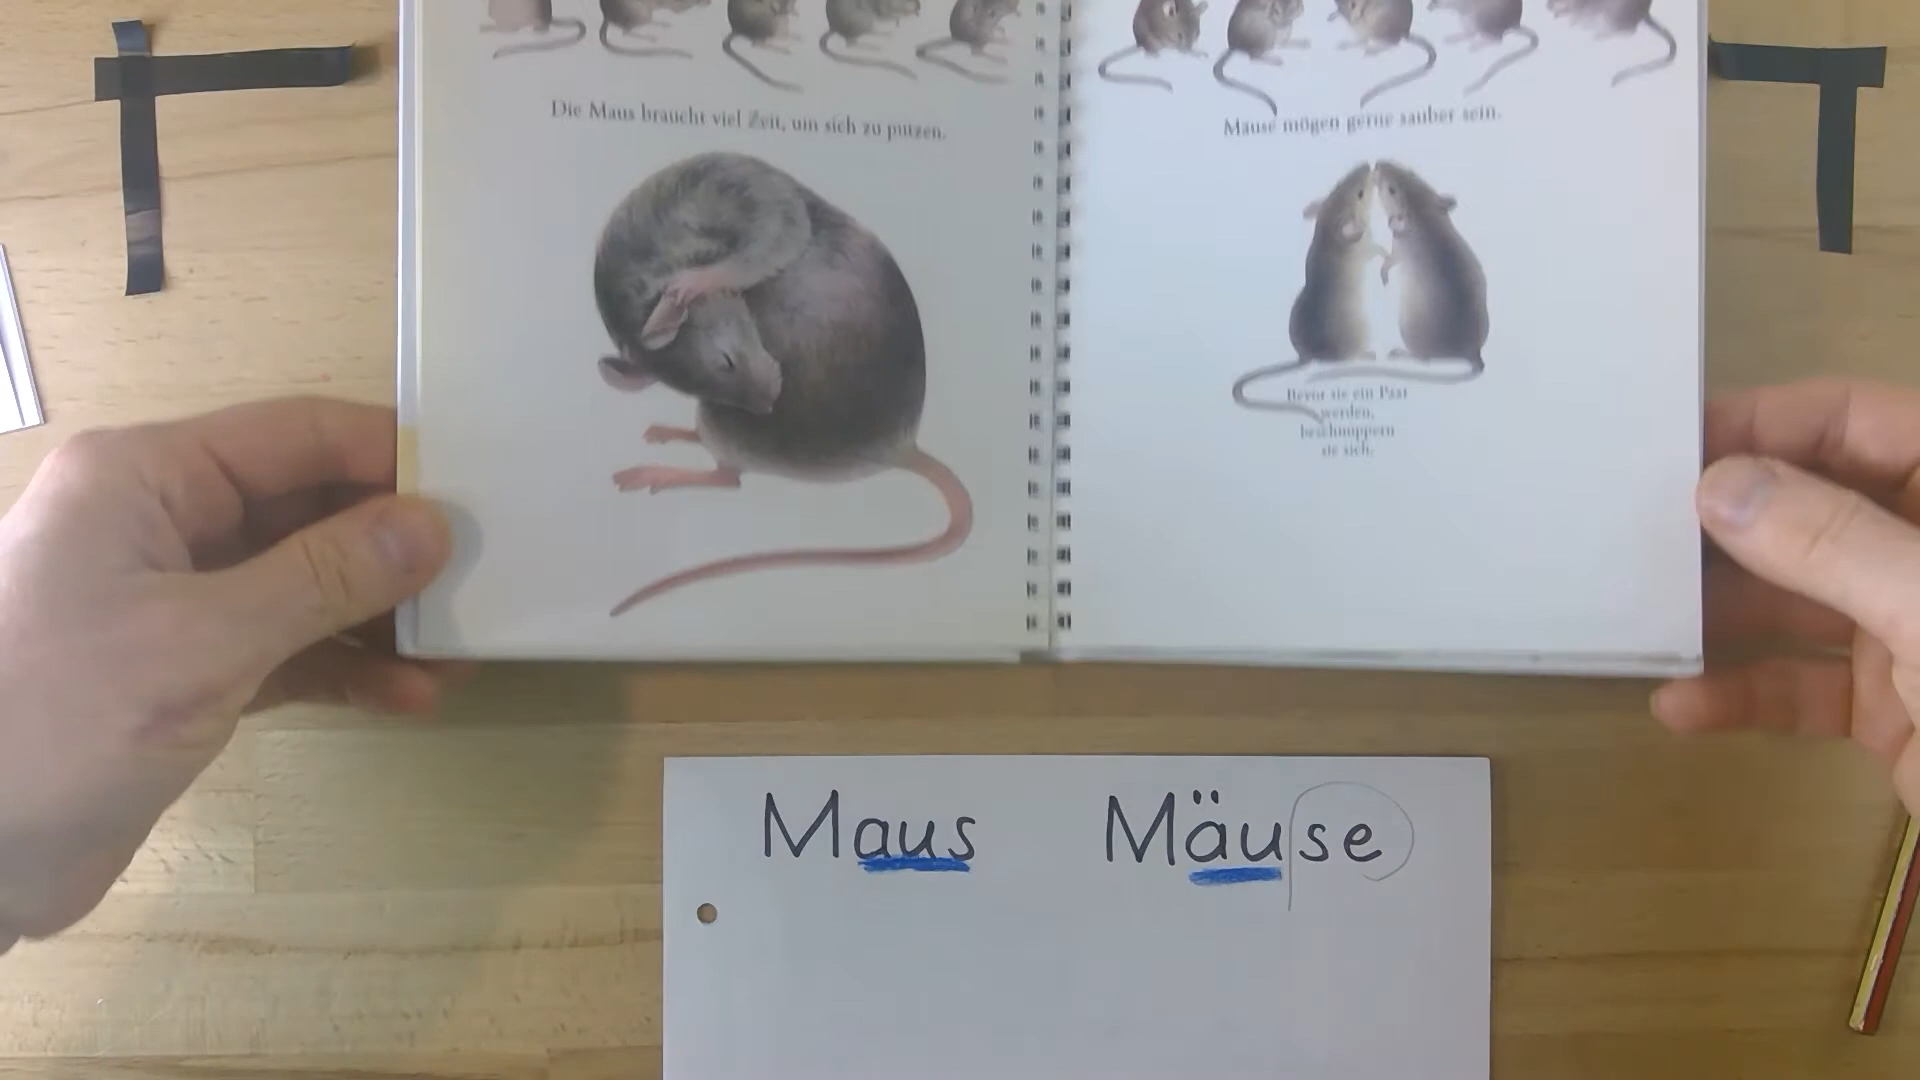 Die Maus braucht viel Zeit, um sich zu putzen.
Mäuse mögen gerne sauber sein.
Bevor sie ein Paar
werden,
beschnuppern
sie sich.
Maus Mäuse